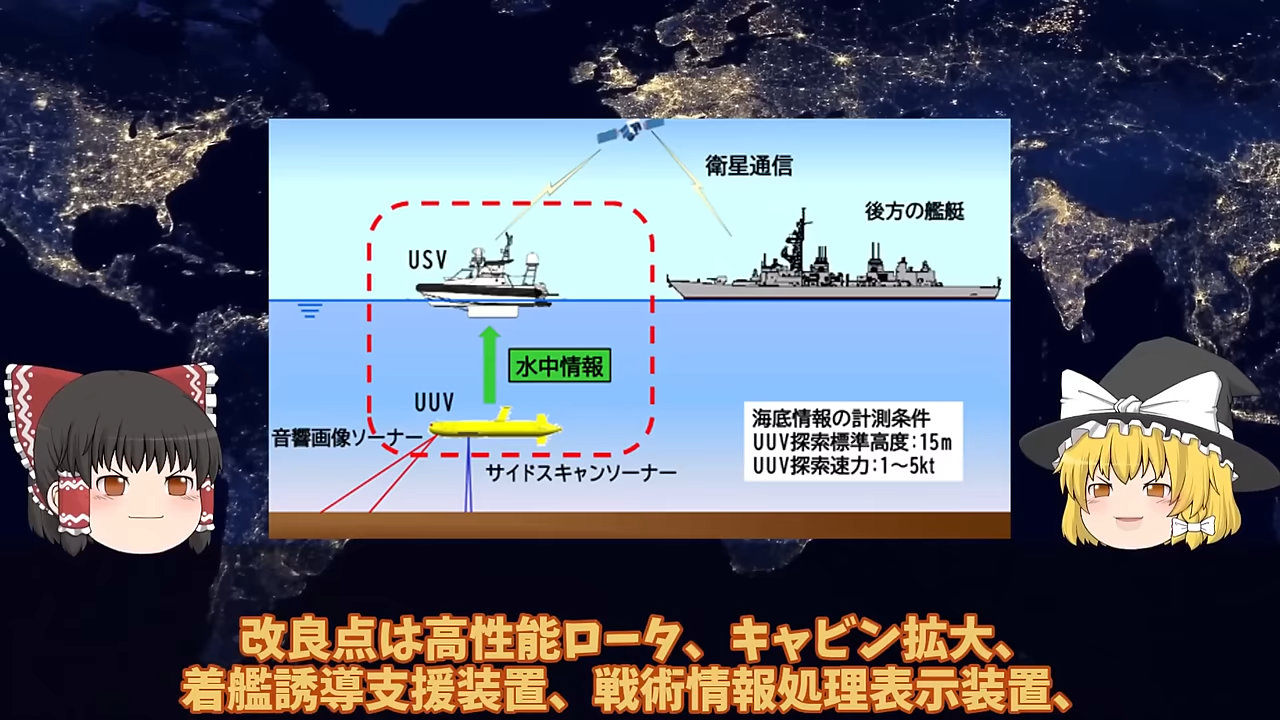 衛星通信
後方の艦艇
USV
水中情報
UUV
音響画像ソーナー
サイドスキャンソーナー
海底情報の計測条件
UUV探索標準高度:15m
UUV探索速力:1～5kt
改良点は高性能ロータ、キャビン拡大、
着艦誘導支援装置、戦術情報処理表示装置、